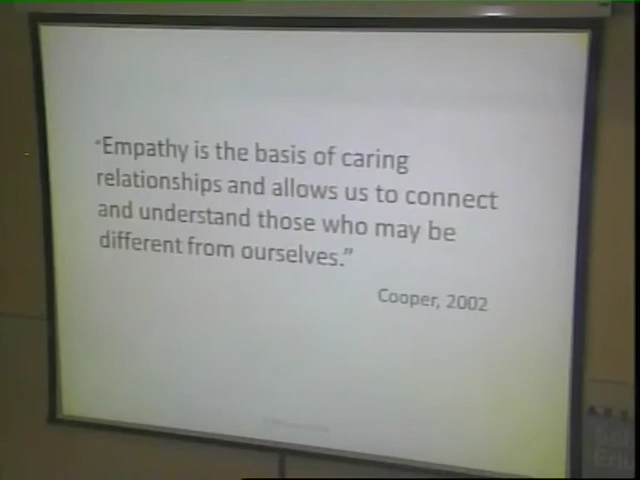 "Empathy is the basis of caring
relationships and allows us to connect
and understand those who may be
different from ourselves."
Cooper, 2002